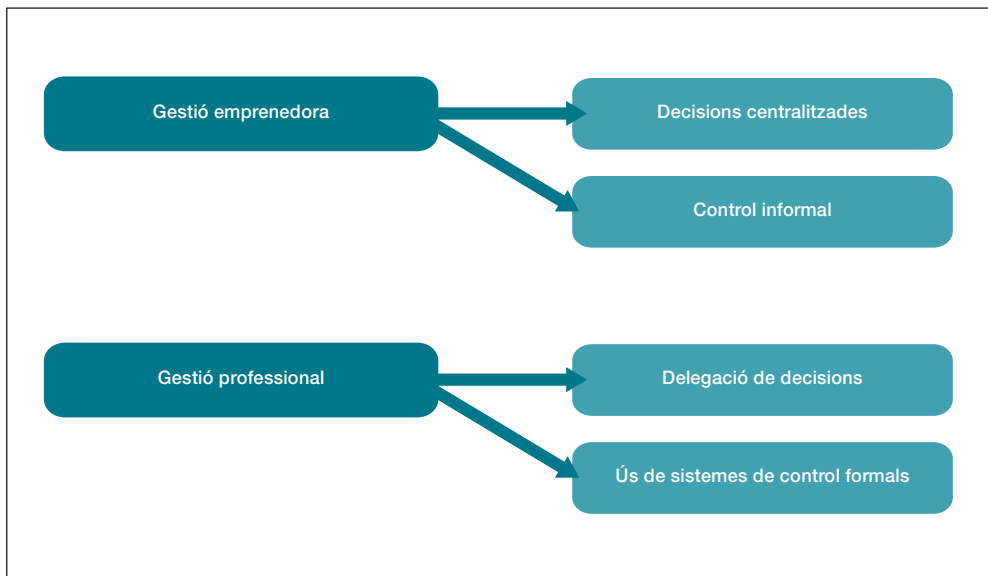 Gestió emprenedora
Decisions centralitzades
Control informal
Gestió professional
Delegació de decisions
Ús de sistemes de control formals